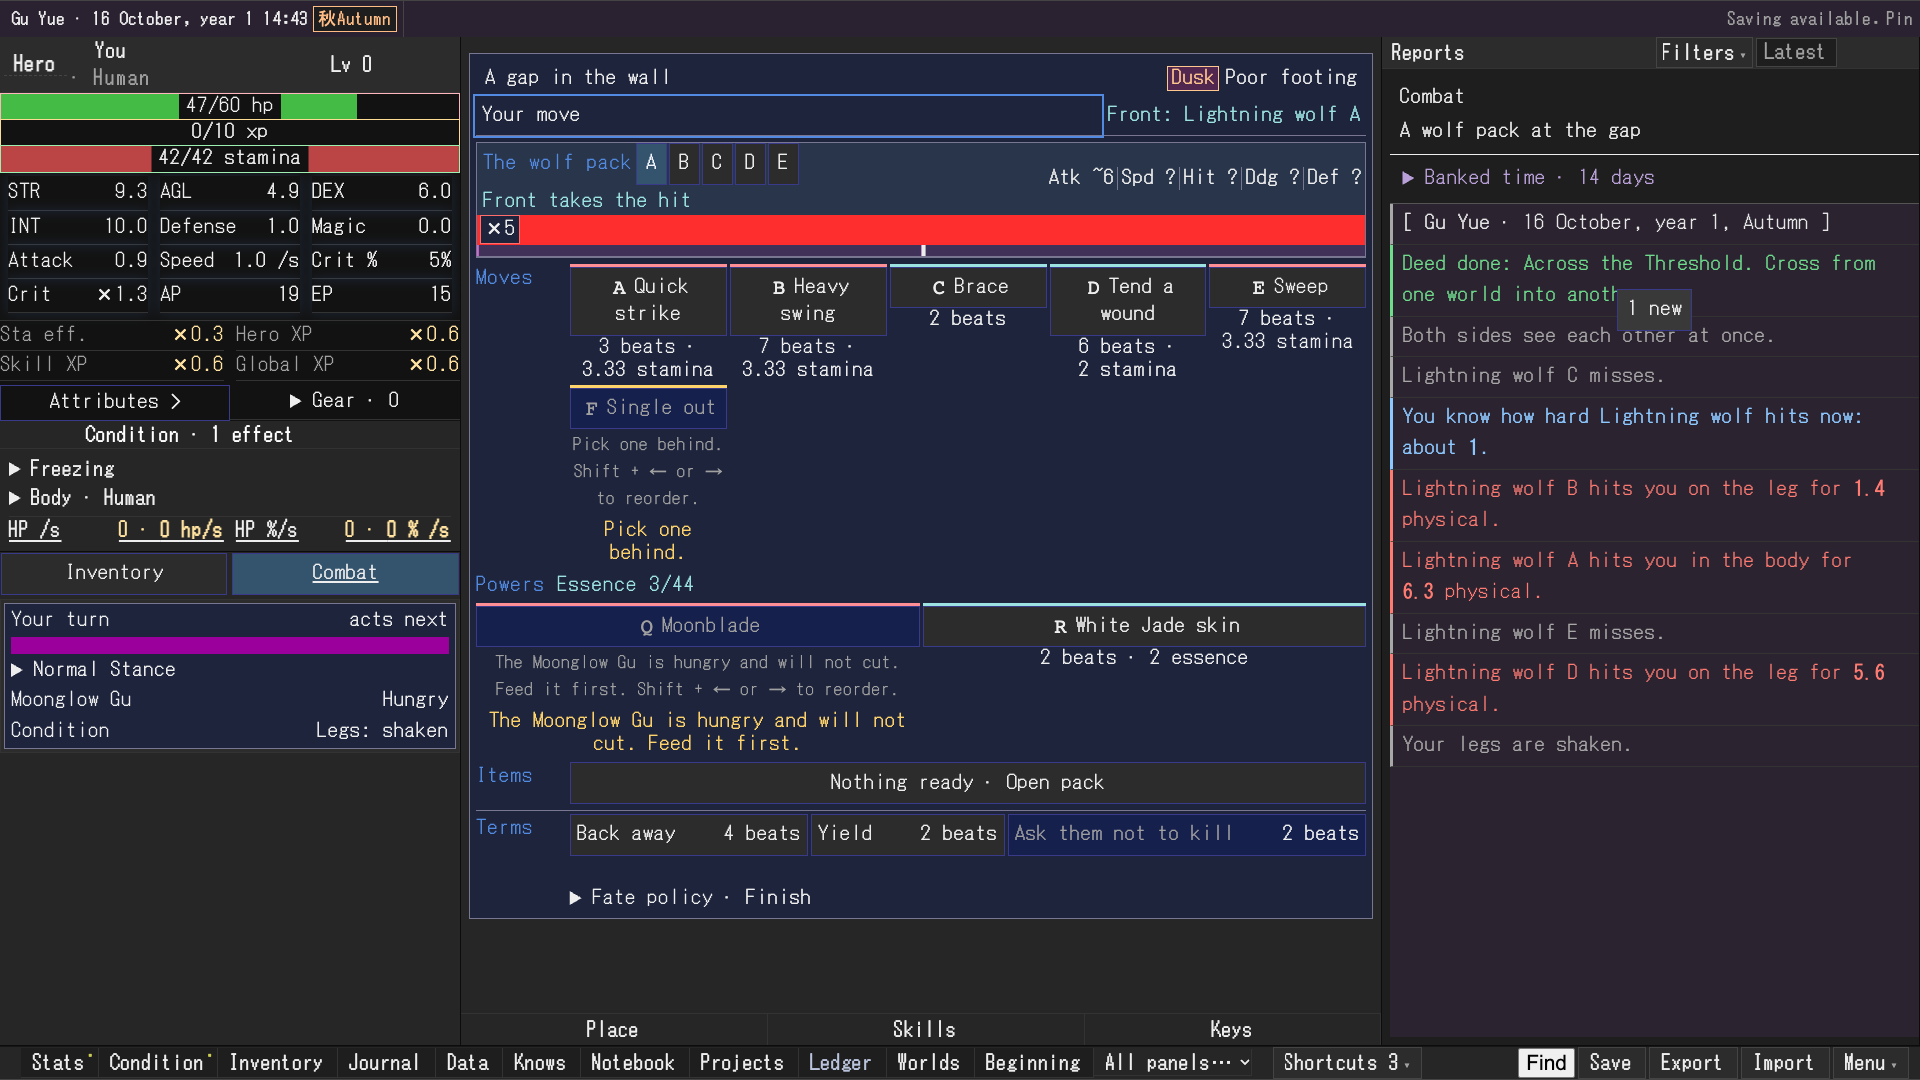 Gu Yue · 16 October, year 1 14:43 秋Autumn
Saving available. Pin
Hero · You
Human
Lv 0
47/60 hp
0/10 xp
42/42 stamina
STR 9.3 AGL 4.9 DEX 6.0
INT 10.0 Defense 1.0 Magic 0.0
Attack 0.9 Speed 1.0 /s Crit % 5%
Crit ×1.3 AP 19 EP 15
Sta eff. ×0.3 Hero XP ×0.6
Skill XP ×0.6 Global XP ×0.6
Attributes > ▶ Gear · 0
Condition · 1 effect
▶ Freezing
▶ Body · Human
HP /s 0 · 0 hp/s HP %/s 0 · 0 % /s
Inventory Combat
Your turn acts next
▶ Normal Stance
Moonglow Gu Hungry
Condition Legs: shaken
A gap in the wall Dusk Poor footing
Your move Front: Lightning wolf A
The wolf pack A B C D E
Atk ~6|Spd ?|Hit ?|Ddg ?|Def ?
Front takes the hit
×5
Moves
A Quick strike
3 beats · 3.33 stamina
B Heavy swing
7 beats · 3.33 stamina
C Brace
2 beats
D Tend a wound
6 beats · 2 stamina
E Sweep
7 beats · 3.33 stamina
F Single out
Pick one behind.
Shift + ← or →
to reorder.
Pick one
behind.
Powers Essence 3/44
Q Moonblade
The Moonglow Gu is hungry and will not cut.
Feed it first. Shift + ← or → to reorder.
The Moonglow Gu is hungry and will not
cut. Feed it first.
R White Jade skin
2 beats · 2 essence
Items Nothing ready · Open pack
Terms Back away 4 beats Yield 2 beats Ask them not to kill 2 beats
▶ Fate policy · Finish
Place Skills Keys
Reports Filters▾ Latest
Combat
A wolf pack at the gap
▶ Banked time · 14 days
[ Gu Yue · 16 October, year 1, Autumn ]
Deed done: Across the Threshold. Cross from
one world into anoth
1 new
Both sides see each other at once.
Lightning wolf C misses.
You know how hard Lightning wolf hits now:
about 1.
Lightning wolf B hits you on the leg for 1.4
physical.
Lightning wolf A hits you in the body for
6.3 physical.
Lightning wolf E misses.
Lightning wolf D hits you on the leg for 5.6
physical.
Your legs are shaken.
Stats Condition Inventory Journal Data Knows Notebook Projects Ledger Worlds Beginning All panels… Shortcuts 3▾ Find Save Export Import Menu▾